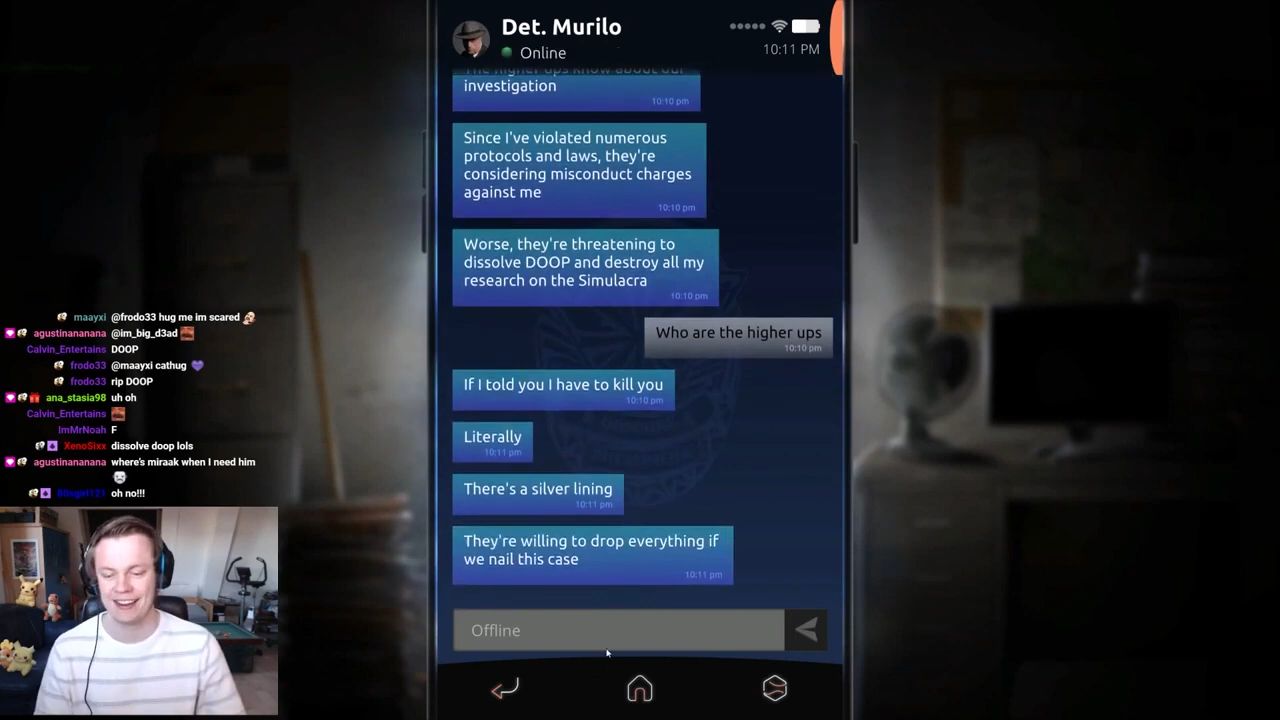 Det. Murilo
Online
10:11 PM
The higher ups know about our
investigation
10:10 pm
Since I've violated numerous
protocols and laws, they're
considering misconduct charges
against me
10:10 pm
Worse, they're threatening to
dissolve DOOP and destroy all my
research on the Simulacra
10:10 pm
Who are the higher ups
10:10 pm
If I told you I have to kill you
10:10 pm
Literally
10:11 pm
There's a silver lining
10:11 pm
They're willing to drop everything if
we nail this case
10:11 pm
Offline
maayxi @frodo33 hug me im scared
agustinananana @im_big_d3ad
Calvin_Entertains DOOP
frodo33 @maayxi cathug
frodo33 rip DOOP
ana_stasia98 uh oh
Calvin_Entertains
ImMrNoah F
XenoSixx dissolve doop lols
agustinananana where's miraak when I need him
oh no!!!